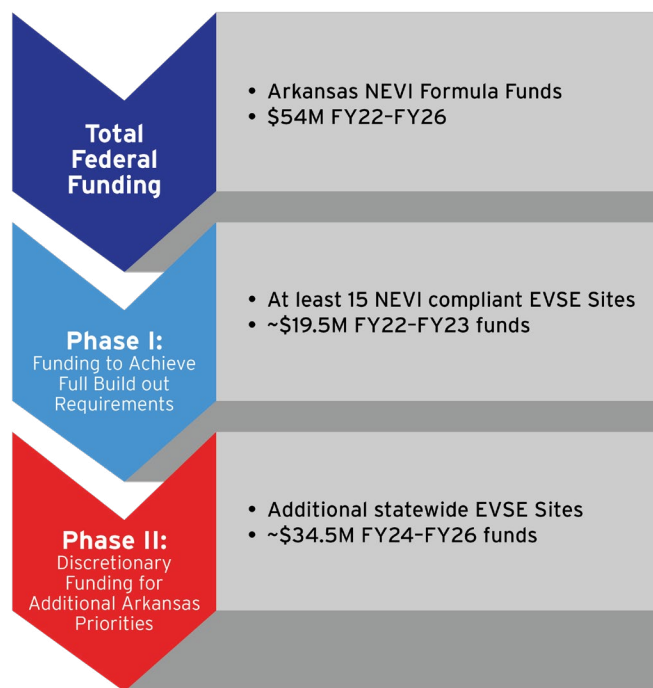 Total
Federal
Funding
• Arkansas NEVI Formula Funds
• $54M FY22–FY26
Phase I:
Funding to Achieve
Full Build out
Requirements
• At least 15 NEVI compliant EVSE Sites
• ~$19.5M FY22–FY23 funds
Phase II:
Discretionary
Funding for
Additional Arkansas
Priorities
• Additional statewide EVSE Sites
• ~$34.5M FY24–FY26 funds